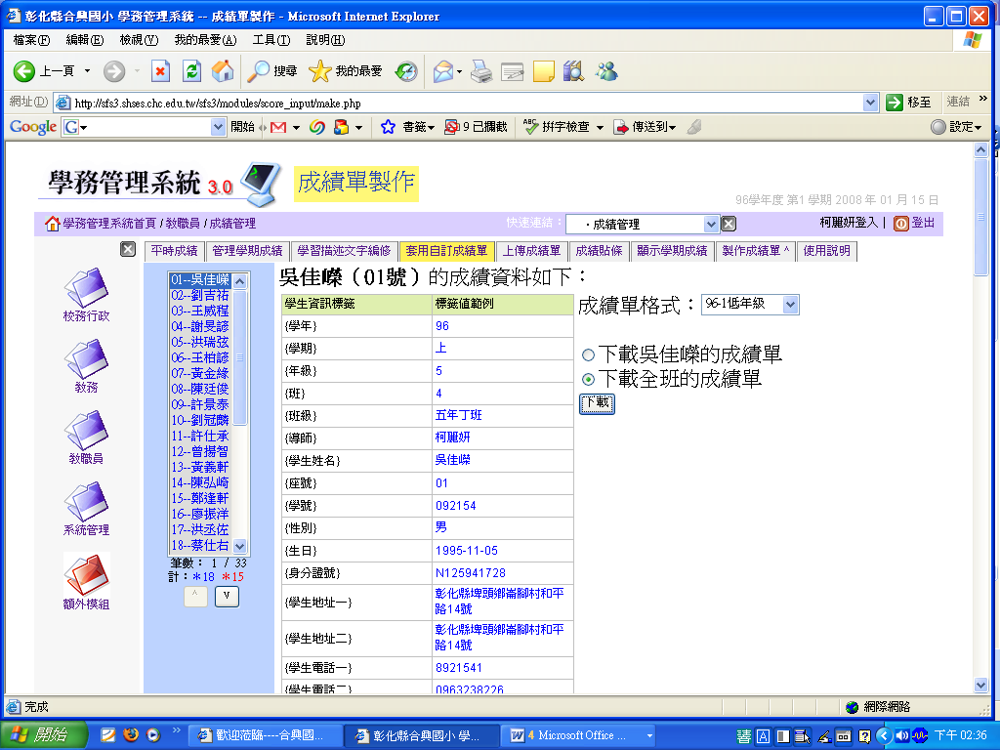 彰化縣合興國小 學務管理系統 -- 成績單製作 - Microsoft Internet Explorer
檔案(F) 編輯(E) 檢視(V) 我的最愛(A) 工具(T) 說明(H)
上一頁 搜尋 我的最愛
網址(D) http://sfs3.shses.chc.edu.tw/sfs3/modules/score_input/make.php 移至 連結 »
Google G 開始 書籤 9 已攔截 ABC 拼字檢查 傳送到 設定
學務管理系統 3.0 成績單製作
96學年度 第1 學期 2008 年 01 月 15 日
學務管理系統首頁 / 教職員 / 成績管理 快速連結： ‧成績管理 柯麗妍登入 | 登出
平時成績 管理學期成績 學習描述文字編修 套用自訂成績單 上傳成績單 成績貼條 顯示學期成績 製作成績單 ^ 使用說明
校務行政
教務
教職員
系統管理
額外模組
01--吳佳嶸
02--劉吉祐
03--王威程
04--謝旻諺
05--洪瑞弦
06--王柏諺
07--黃金緣
08--陳廷俊
09--許景泰
10--劉冠麟
11--許仕承
12--曾揚智
13--黃義軒
14--陳弘崎
15--鄭逢軒
16--廖振洋
17--洪丞佐
18--蔡仕右
筆數： 1 / 33
計：*18 *15
^ v
吳佳嶸（01號）的成績資料如下：
學生資訊標籤 標籤值範例
{學年} 96
{學期} 上
{年級} 5
{班} 4
{班級} 五年丁班
{導師} 柯麗妍
{學生姓名} 吳佳嶸
{座號} 01
{學號} 092154
{性別} 男
{生日} 1995-11-05
{身分證號} N125941728
{學生地址一} 彰化縣埤頭鄉崙腳村和平
路14號
{學生地址二} 彰化縣埤頭鄉崙腳村和平
路14號
{學生電話一} 8921541
{學生電話二} 0963238226
成績單格式： 96-1低年級
下載吳佳嶸的成績單
下載全班的成績單
下載
完成 網際網路
開始 » 歡迎蒞臨----合興國... 彰化縣合興國小 學... 4 Microsoft Office ... 下午 02:36